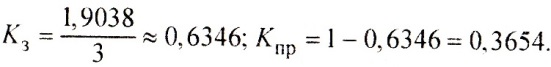 K_з = 1,9038/3 ≈ 0,6346; K_пр = 1 – 0,6346 = 0,3654.